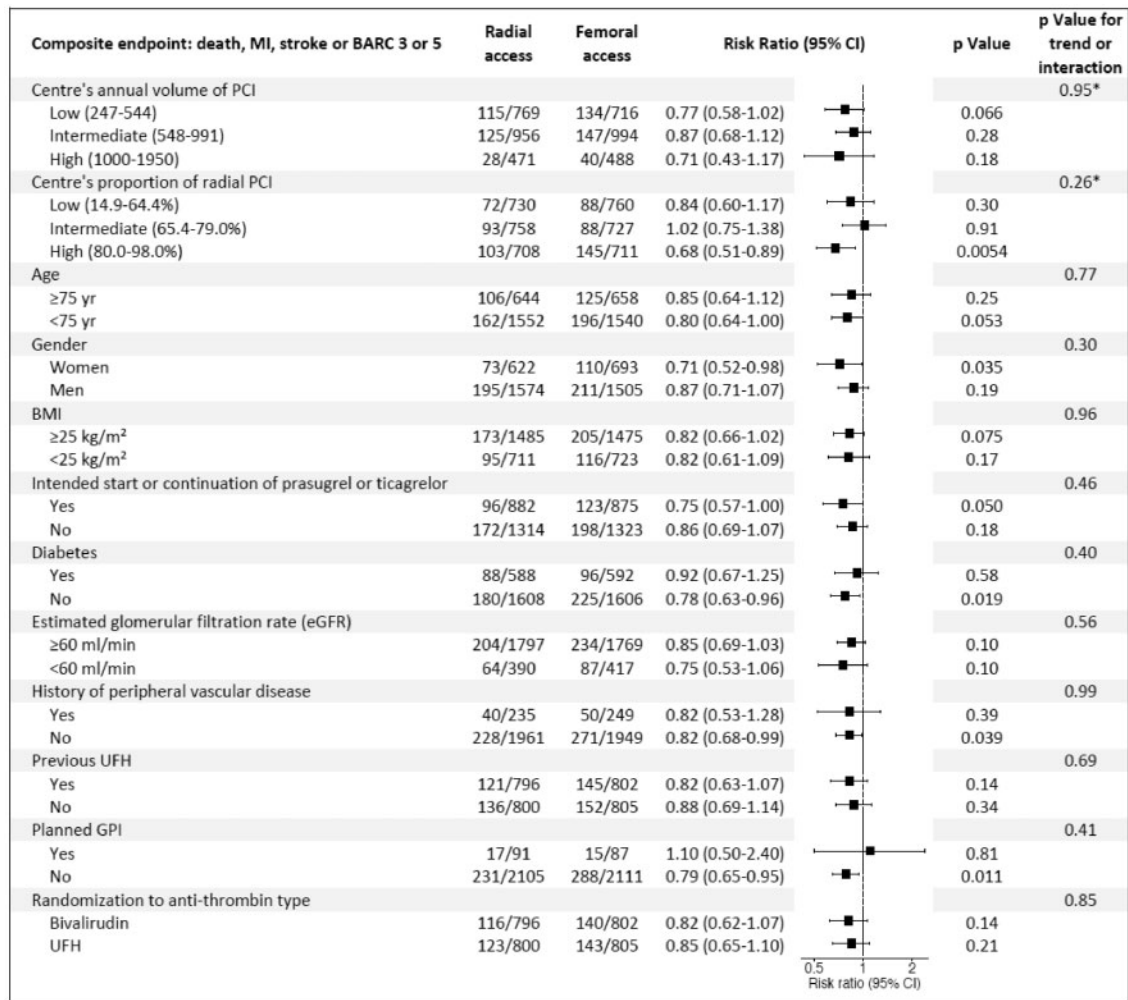 Composite endpoint: death, MI, stroke or BARC 3 or 5 Radial access Femoral access Risk Ratio (95% CI) p Value p Value for trend or interaction
Centre's annual volume of PCI 0.95*
Low (247-544) 115/769 134/716 0.77 (0.58-1.02) 0.066
Intermediate (548-991) 125/956 147/994 0.87 (0.68-1.12) 0.28
High (1000-1950) 28/471 40/488 0.71 (0.43-1.17) 0.18
Centre's proportion of radial PCI 0.26*
Low (14.9-64.4%) 72/730 88/760 0.84 (0.60-1.17) 0.30
Intermediate (65.4-79.0%) 93/758 88/727 1.02 (0.75-1.38) 0.91
High (80.0-98.0%) 103/708 145/711 0.68 (0.51-0.89) 0.0054
Age 0.77
≥75 yr 106/644 125/658 0.85 (0.64-1.12) 0.25
<75 yr 162/1552 196/1540 0.80 (0.64-1.00) 0.053
Gender 0.30
Women 73/622 110/693 0.71 (0.52-0.98) 0.035
Men 195/1574 211/1505 0.87 (0.71-1.07) 0.19
BMI 0.96
≥25 kg/m² 173/1485 205/1475 0.82 (0.66-1.02) 0.075
<25 kg/m² 95/711 116/723 0.82 (0.61-1.09) 0.17
Intended start or continuation of prasugrel or ticagrelor 0.46
Yes 96/882 123/875 0.75 (0.57-1.00) 0.050
No 172/1314 198/1323 0.86 (0.69-1.07) 0.18
Diabetes 0.40
Yes 88/588 96/592 0.92 (0.67-1.25) 0.58
No 180/1608 225/1606 0.78 (0.63-0.96) 0.019
Estimated glomerular filtration rate (eGFR) 0.56
≥60 ml/min 204/1797 234/1769 0.85 (0.69-1.03) 0.10
<60 ml/min 64/390 87/417 0.75 (0.53-1.06) 0.10
History of peripheral vascular disease 0.99
Yes 40/235 50/249 0.82 (0.53-1.28) 0.39
No 228/1961 271/1949 0.82 (0.68-0.99) 0.039
Previous UFH 0.69
Yes 121/796 145/802 0.82 (0.63-1.07) 0.14
No 136/800 152/805 0.88 (0.69-1.14) 0.34
Planned GPI 0.41
Yes 17/91 15/87 1.10 (0.50-2.40) 0.81
No 231/2105 288/2111 0.79 (0.65-0.95) 0.011
Randomization to anti-thrombin type 0.85
Bivalirudin 116/796 140/802 0.82 (0.62-1.07) 0.14
UFH 123/800 143/805 0.85 (0.65-1.10) 0.21
0.5 1 2
Risk ratio (95% CI)